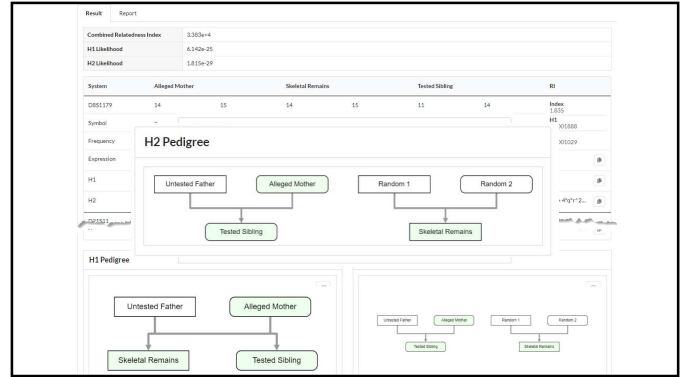 Result Report
Combined Relatedness Index 3.383e+4
H1 Likelihood 6.142e-25
H2 Likelihood 1.815e-29
System Alleged Mother Skeletal Remains Tested Sibling RI
D8S1179 14 15 14 15 11 14 Index
1.835
Symbol H1
Frequency
Expression
H1
H2
D21S11
H2 Pedigree
Untested Father Alleged Mother Random 1 Random 2
Tested Sibling Skeletal Remains
H1 Pedigree
Untested Father Alleged Mother
Skeletal Remains Tested Sibling
Untested Father Alleged Mother Random 1 Random 2
Tested Sibling Skeletal Remains